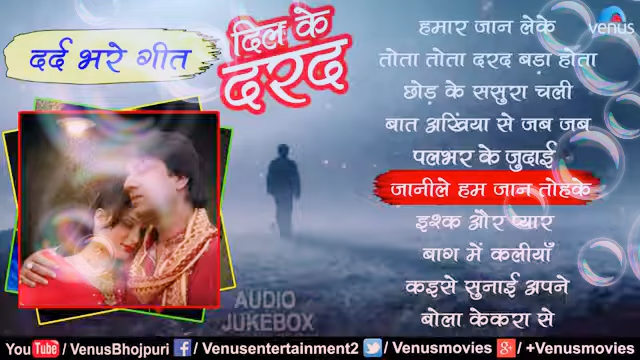 दर्द भरे गीत
दिल के
दरद
venus
हमार जान लेके
तोता तोता दरद बड़ा होता
छोड़ के ससुरा चली
बात अखिंया से जब जब
पलभर के जुदाई
जानीले हम जान तोहके
इश्क और प्यार
बाग में कलीयाँ
कइसे सुनाई अपने
बोला केकरा से
AUDIO
JUKEBOX
YouTube / VenusBhojpuri f / Venusentertainment2 / Venusmovies g+ / +Venusmovies